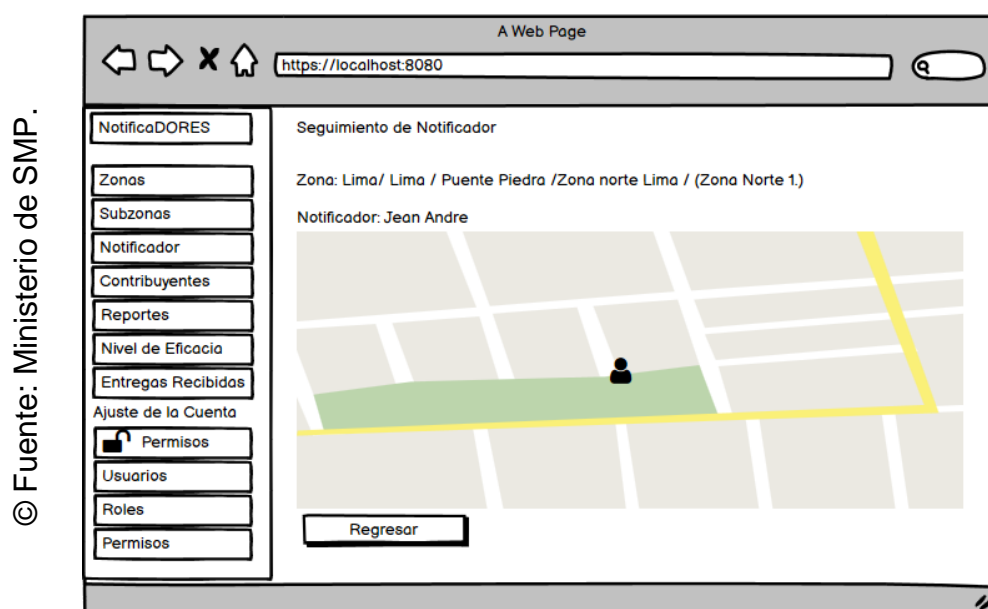 A Web Page
https://localhost:8080
© Fuente: Ministerio de SMP.
NotificaDORES
Zonas
Subzonas
Notificador
Contribuyentes
Reportes
Nivel de Eficacia
Entregas Recibidas
Ajuste de la Cuenta
Permisos
Usuarios
Roles
Permisos
Seguimiento de Notificador
Zona: Lima/ Lima / Puente Piedra /Zona norte Lima / (Zona Norte 1.)
Notificador: Jean Andre
Regresar